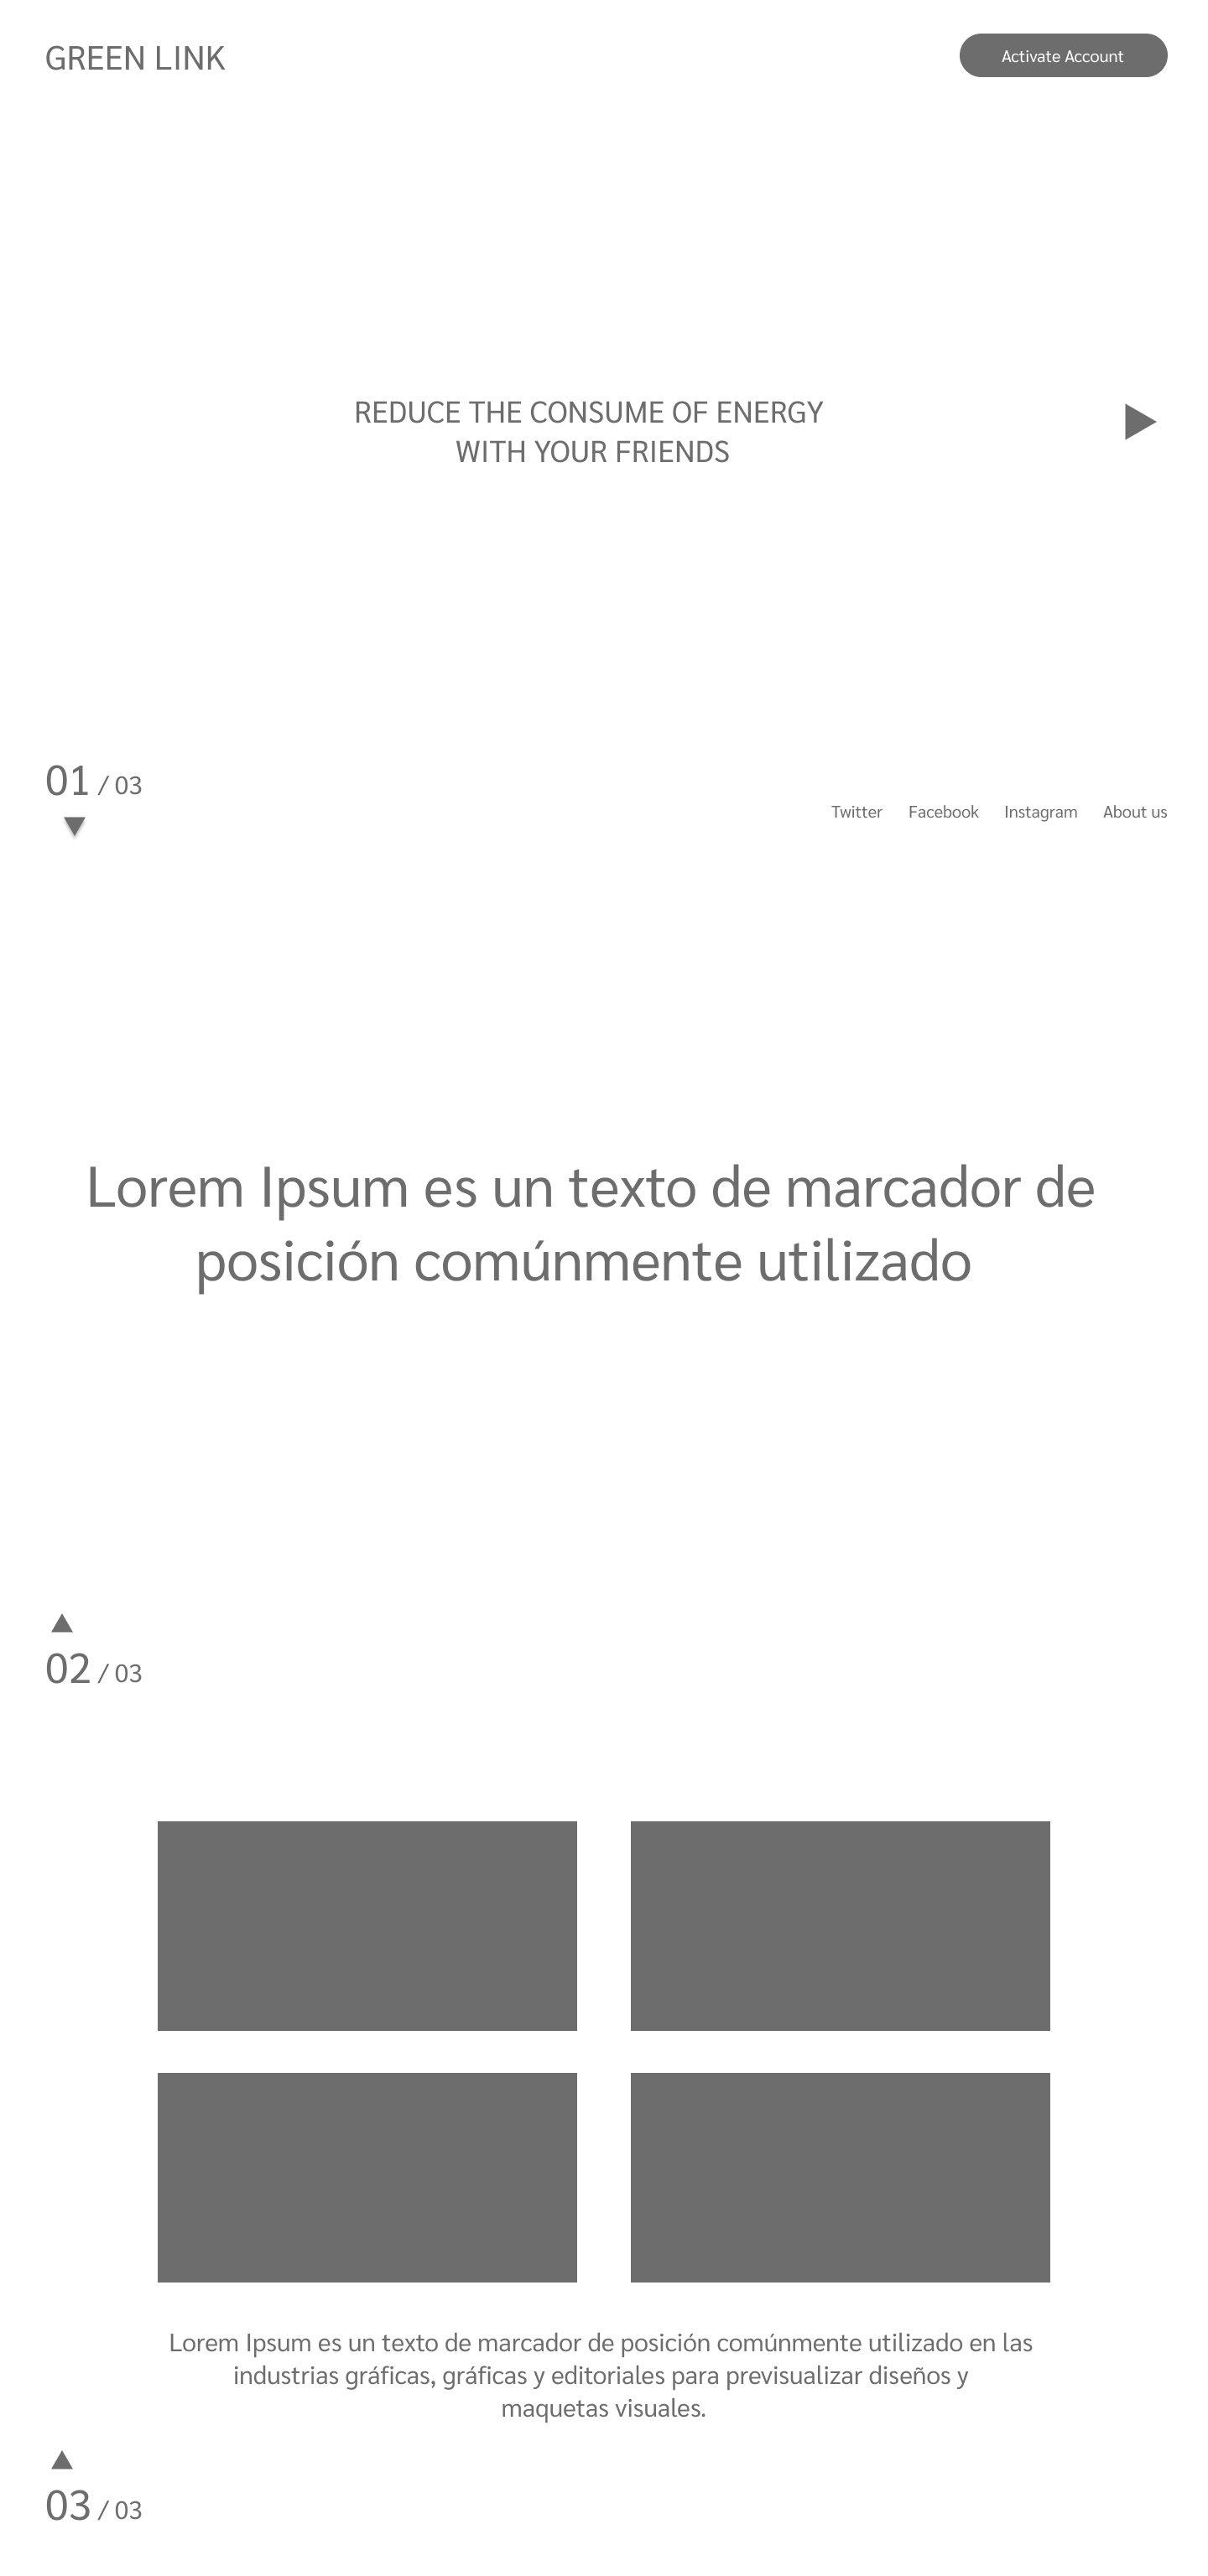 GREEN LINK
Activate Account
REDUCE THE CONSUME OF ENERGY
WITH YOUR FRIENDS
01 / 03
Twitter Facebook Instagram About us
Lorem Ipsum es un texto de marcador de
posición comúnmente utilizado
02 / 03
Lorem Ipsum es un texto de marcador de posición comúnmente utilizado en las
industrias gráficas, gráficas y editoriales para previsualizar diseños y
maquetas visuales.
03 / 03